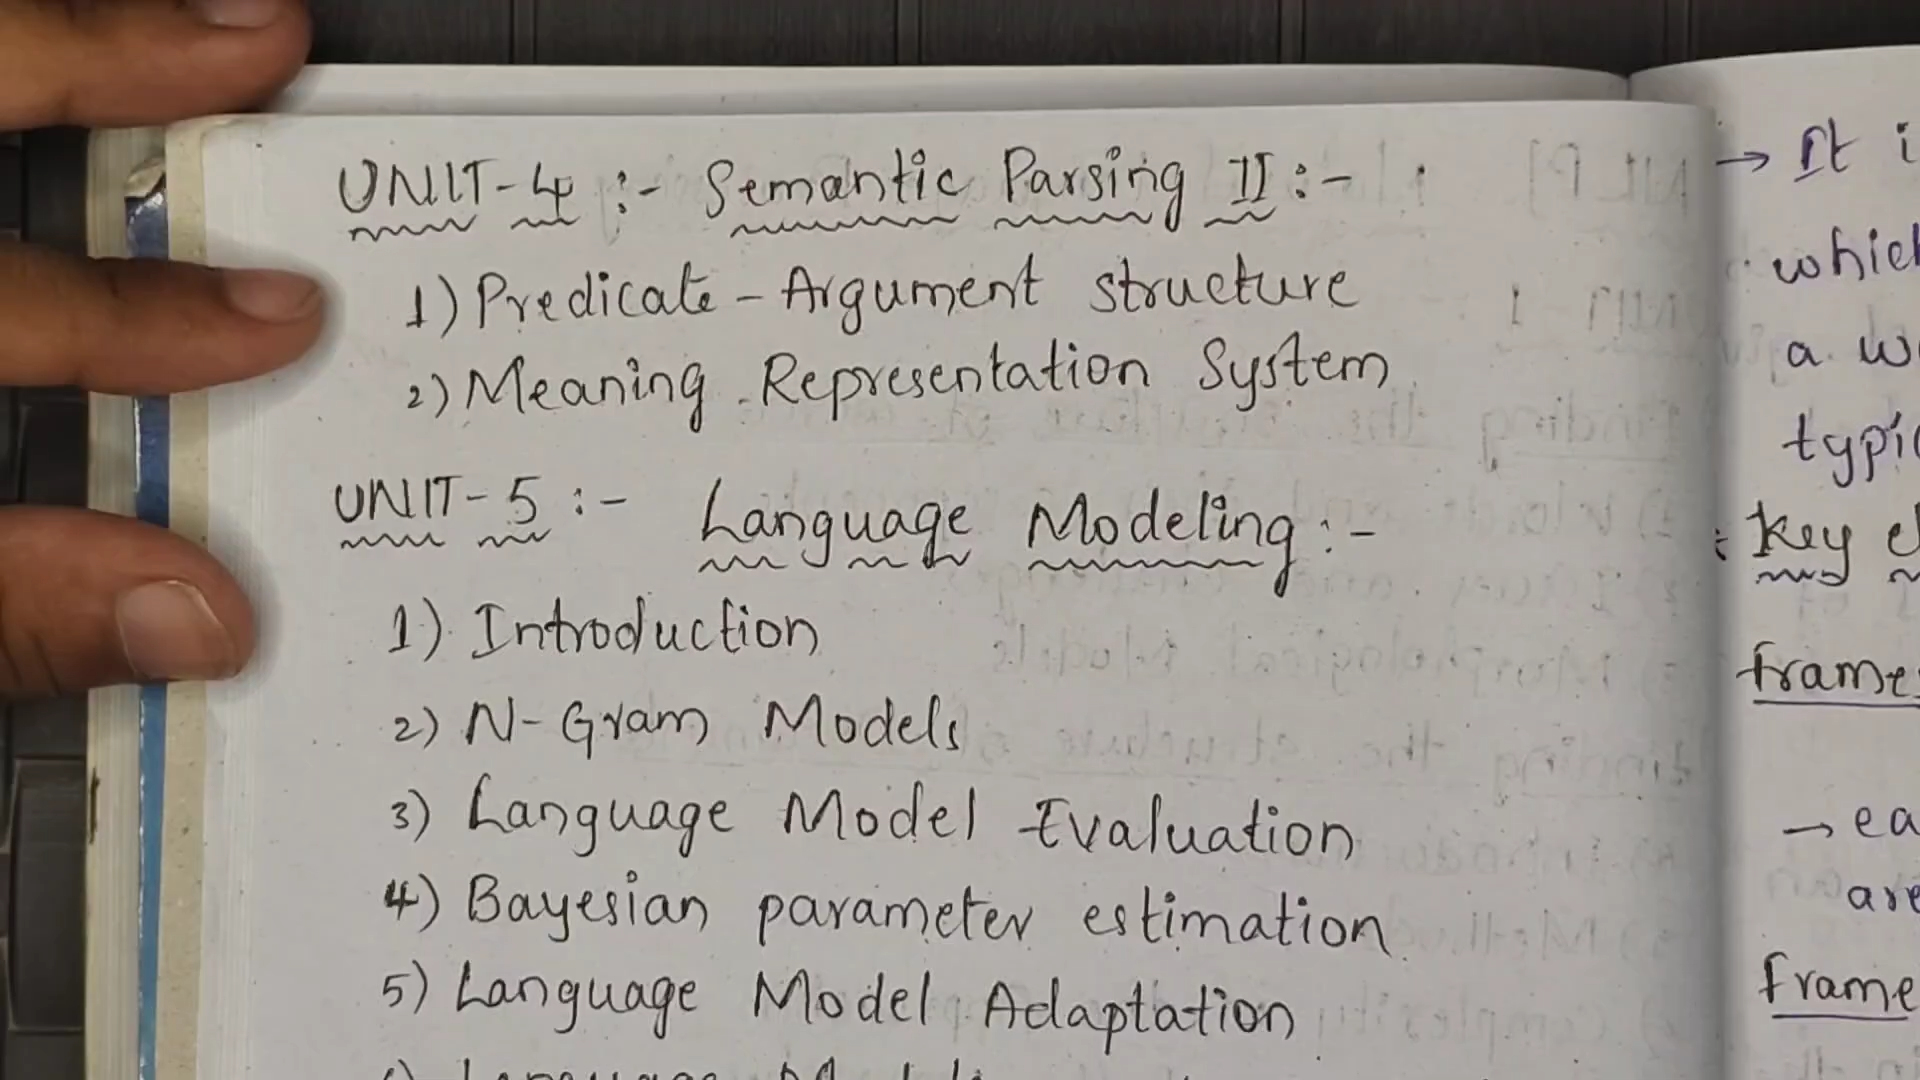 UNIT-4 :- Semantic Parsing II :-
1) Predicate - Argument structure
2) Meaning Representation System
UNIT-5 :- Language Modeling :-
1) Introduction
2) N-Gram Models
3) Language Model Evaluation
4) Bayesian parameter estimation
5) Language Model Adaptation
→ It i
which
a
typi
Key
frames
→ ea
are
frame